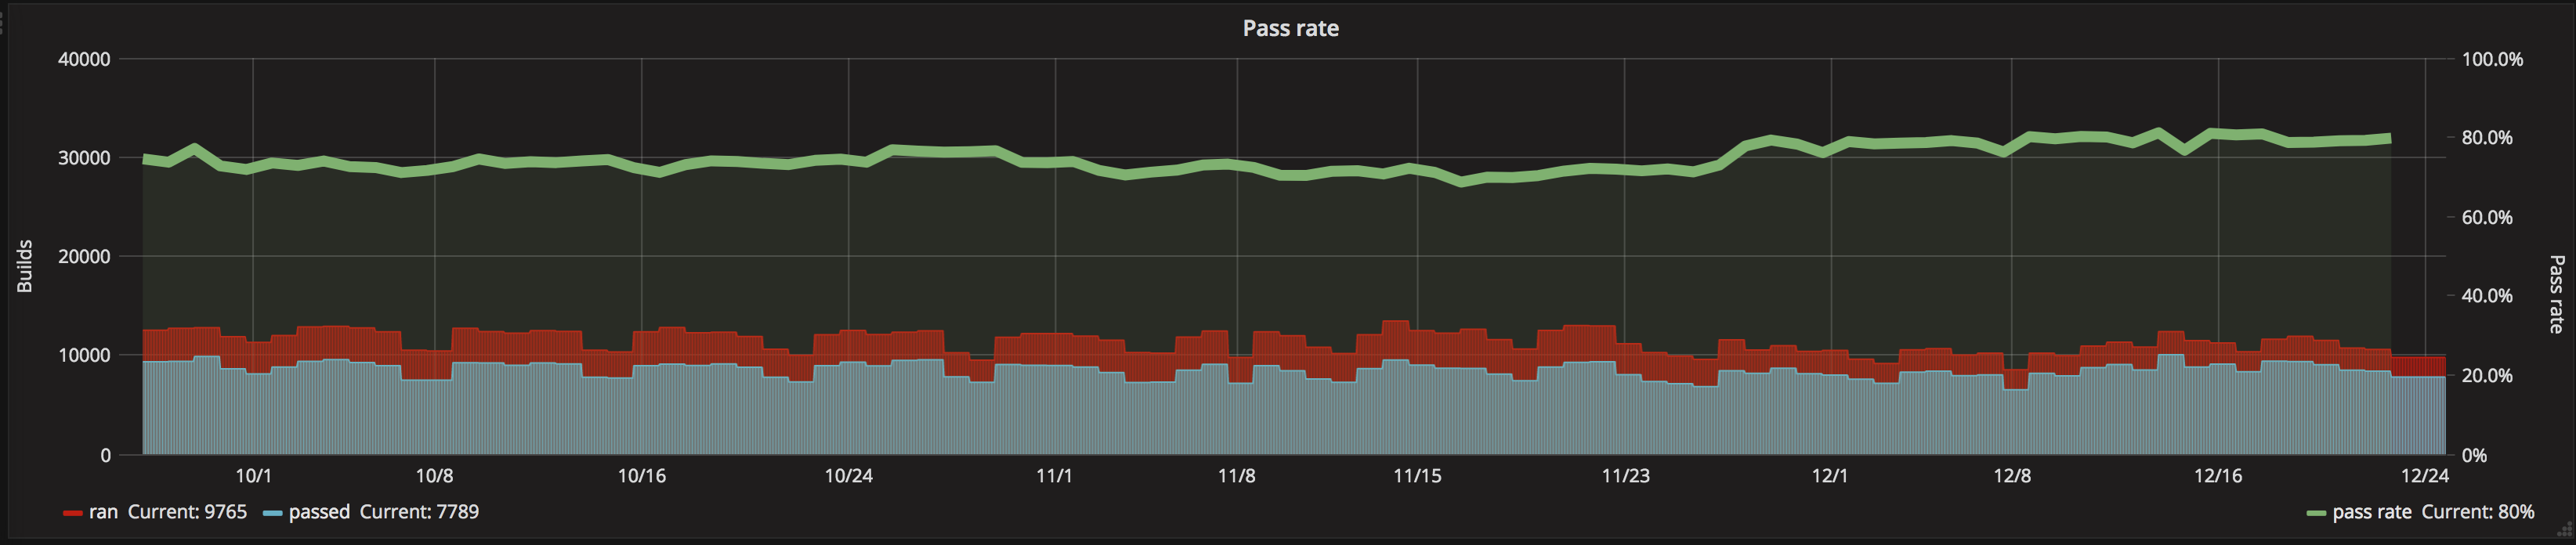 Pass rate
40000
30000
20000
10000
0
Builds
100.0%
80.0%
60.0%
40.0%
20.0%
0%
Pass rate
10/1 10/8 10/16 10/24 11/1 11/8 11/15 11/23 12/1 12/8 12/16 12/24
ran Current: 9765 passed Current: 7789 pass rate Current: 80%